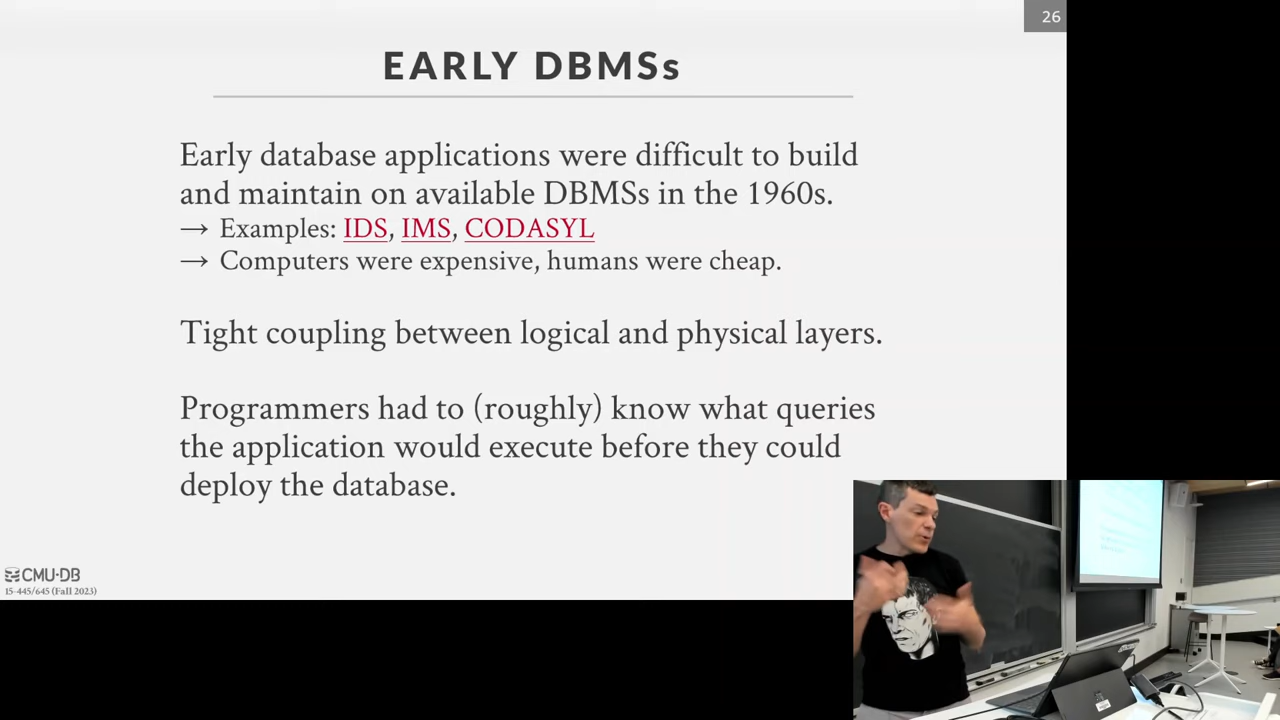 26
EARLY DBMSs
Early database applications were difficult to build
and maintain on available DBMSs in the 1960s.
→ Examples: IDS, IMS, CODASYL
→ Computers were expensive, humans were cheap.
Tight coupling between logical and physical layers.
Programmers had to (roughly) know what queries
the application would execute before they could
deploy the database.
CMU·DB
15-445/645 (Fall 2023)